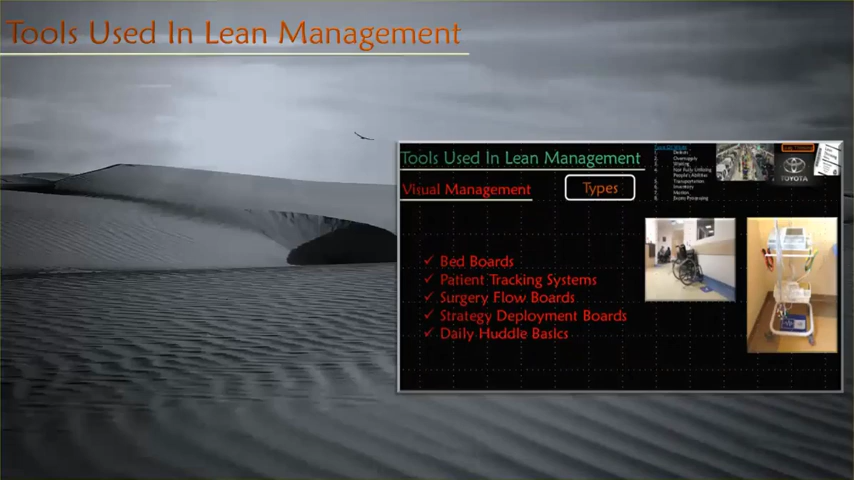 Tools Used In Lean Management
Tools Used In Lean Management
Visual Management
Types
TOYOTA
✓ Bed Boards
✓ Patient Tracking Systems
✓ Surgery Flow Boards
✓ Strategy Deployment Boards
✓ Daily Huddle Basics